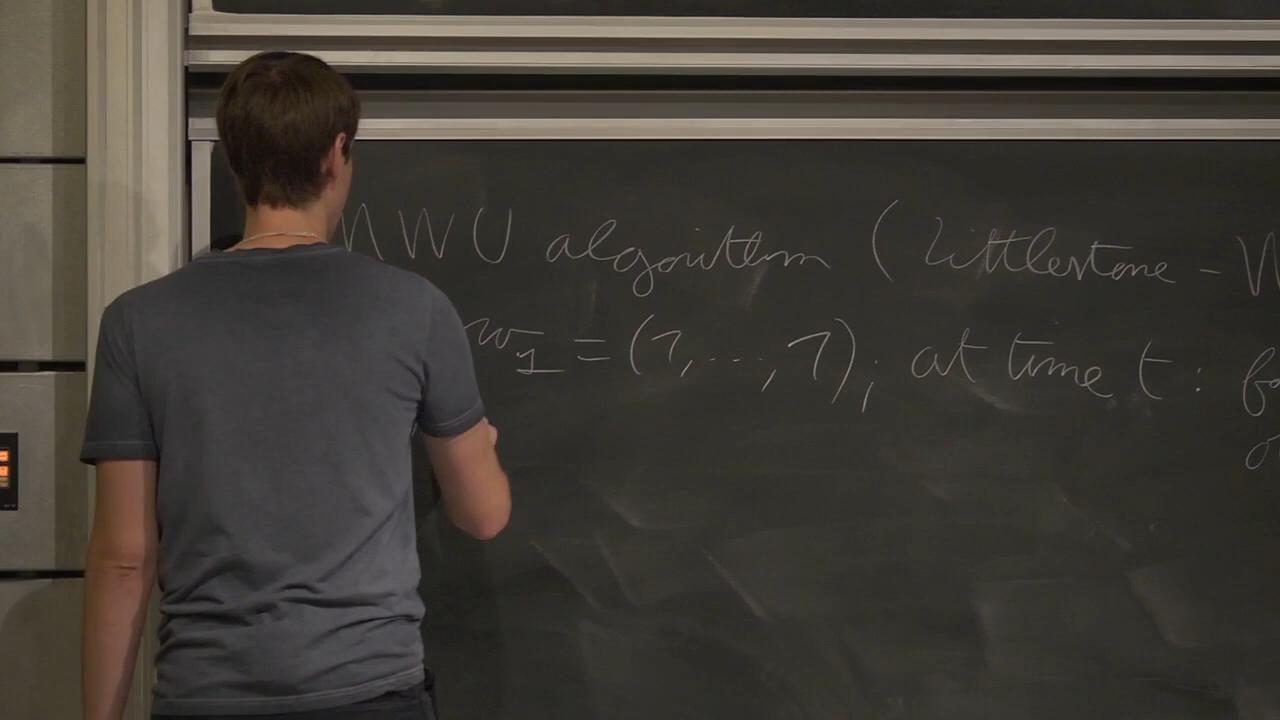 MWU algorithm (Littlestone -
w_1 = (1, ..., 1); at time t :